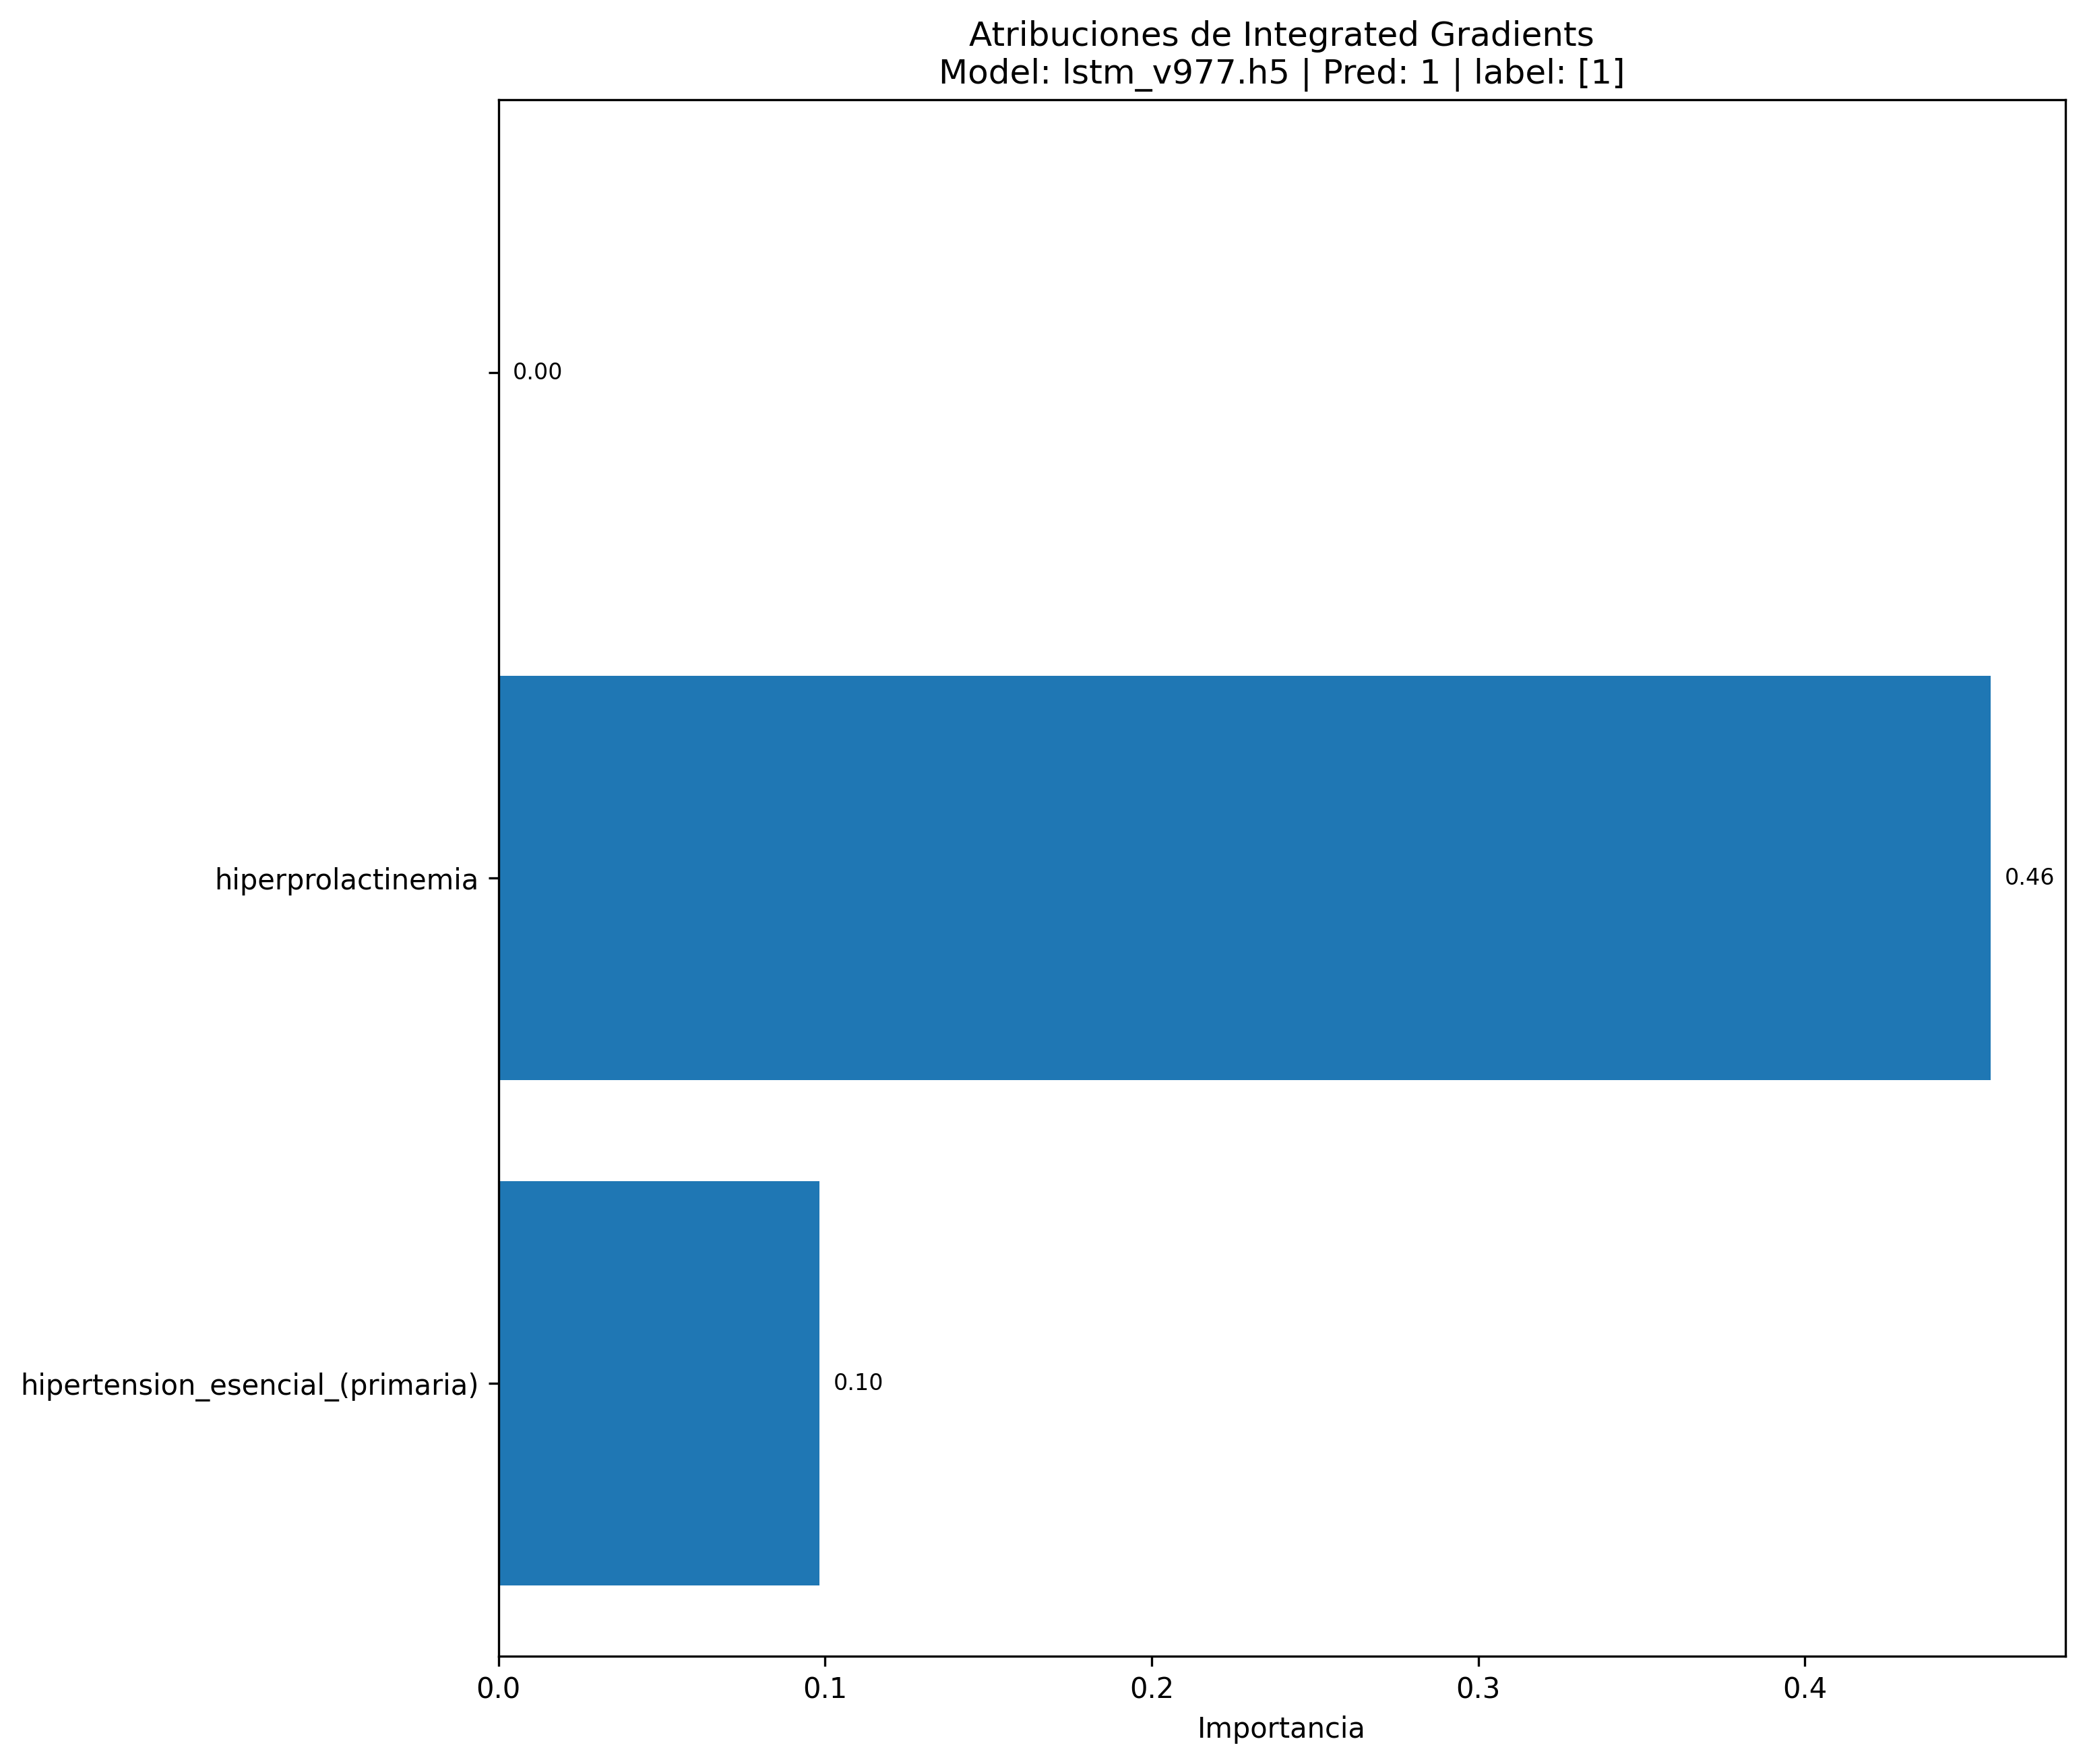 Atribuciones de Integrated Gradients
Model: lstm_v977.h5 | Pred: 1 | label: [1]
0.00
hiperprolactinemia
0.46
hipertension_esencial_(primaria)
0.10
0.0
0.1
0.2
0.3
0.4
Importancia